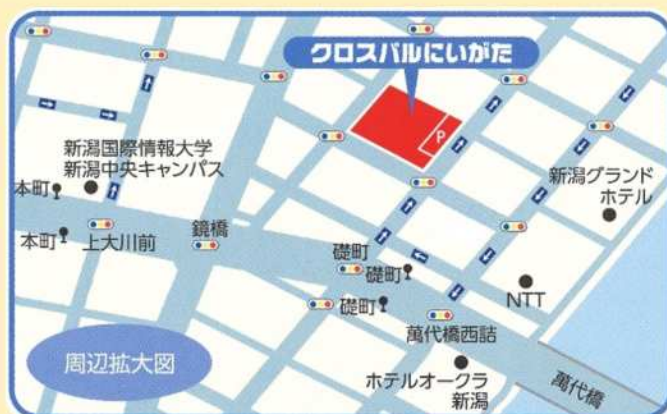 クロスパルにいがた
P
新潟国際情報大学
新潟中央キャンパス
本町
本町
上大川前
鏡橋
礎町
礎町
礎町
新潟グランド
ホテル
NTT
萬代橋西詰
ホテルオークラ
新潟
萬代橋
周辺拡大図